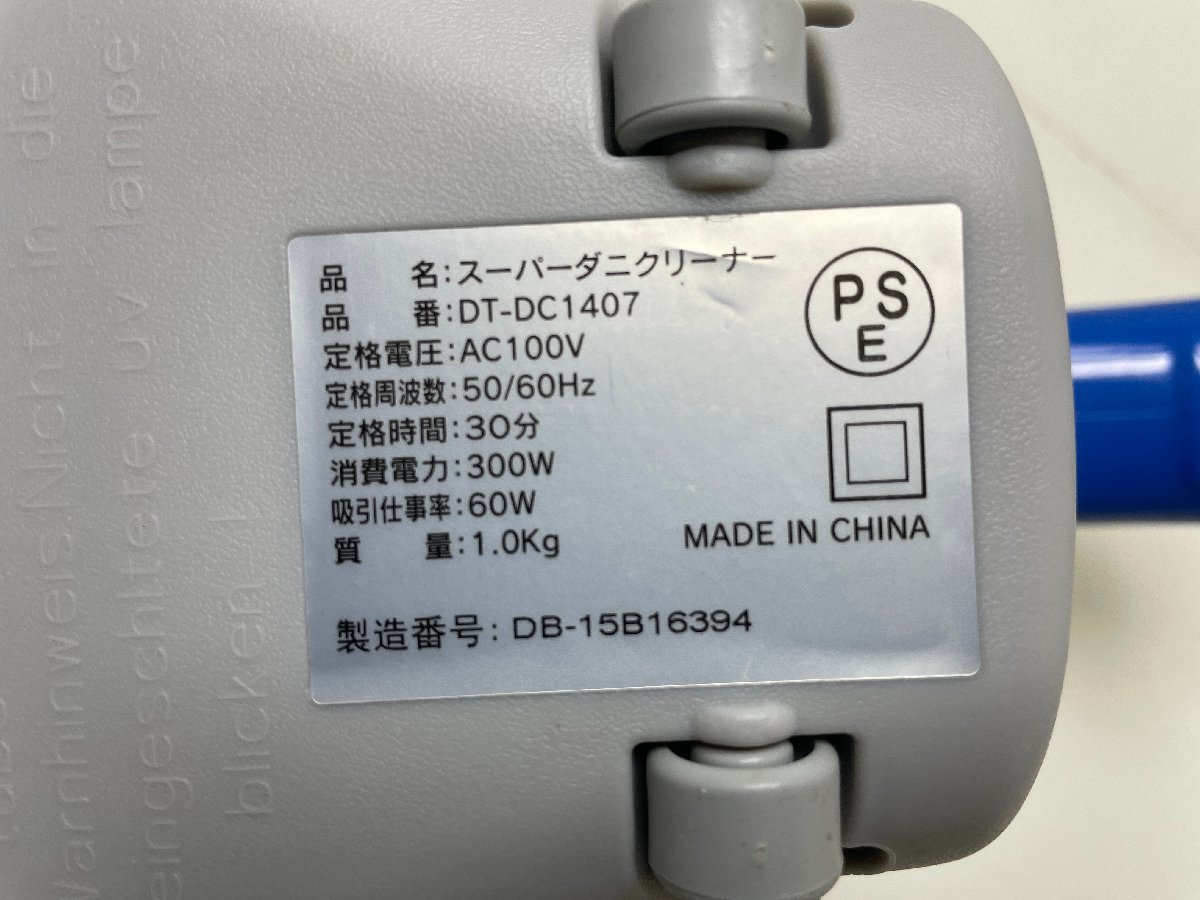 品　　名:スーパーダニクリーナー
品　　番:DT-DC1407
定格電圧:AC100V
定格周波数:50/60Hz
定格時間:30分
消費電力:300W
吸引仕事率:60W
質　　量:1.0Kg
製造番号: DB-15B16394
PS
E
MADE IN CHINA
Warnhinweis!Nicht in die
eingeschltete UV lampe
blicken!